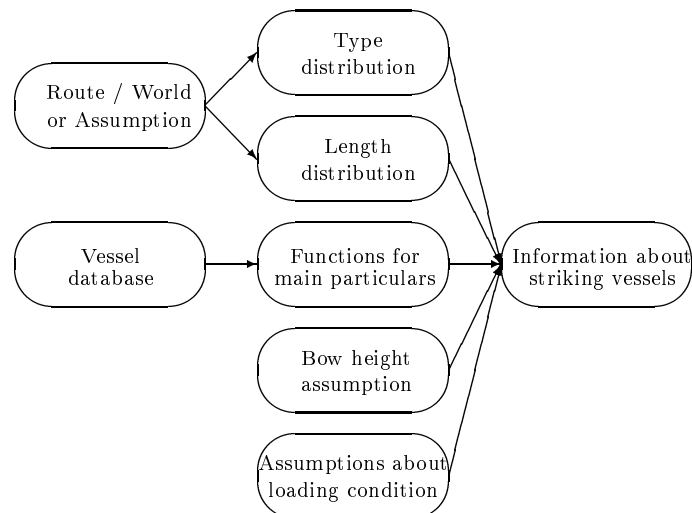 Route / World
or Assumption
Type
distribution
Length
distribution
Vessel
database
Functions for
main particulars
Information about
striking vessels
Bow height
assumption
Assumptions about
loading condition